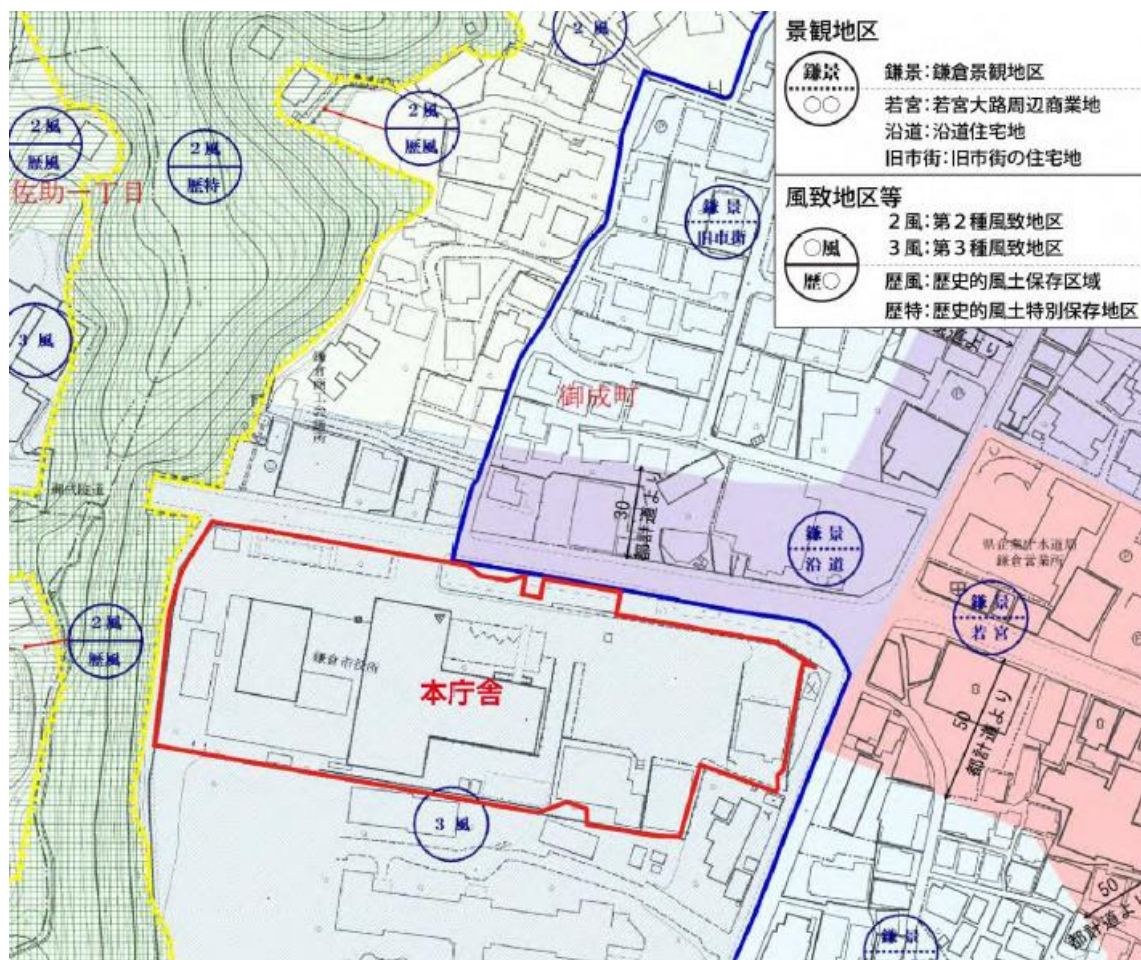 景観地区
鎌景
○○
鎌景:鎌倉景観地区
若宮:若宮大路周辺商業地
沿道:沿道住宅地
旧市街:旧市街の住宅地
風致地区等
○風
歴○
2風:第2種風致地区
3風:第3種風致地区
歴風:歴史的風土保存区域
歴特:歴史的風土特別保存地区
2風
2風
歴風
2風
歴風
2風
歴特
佐助一丁目
鎌景
旧市街
3風
道より
御成町
30
都計道より
鎌景
沿道
県企業庁水道局
鎌倉営業所
鎌景
若宮
2風
歴風
鎌倉市役所
本庁舎
50
都計道より
3風
50
都計道より
鎌景